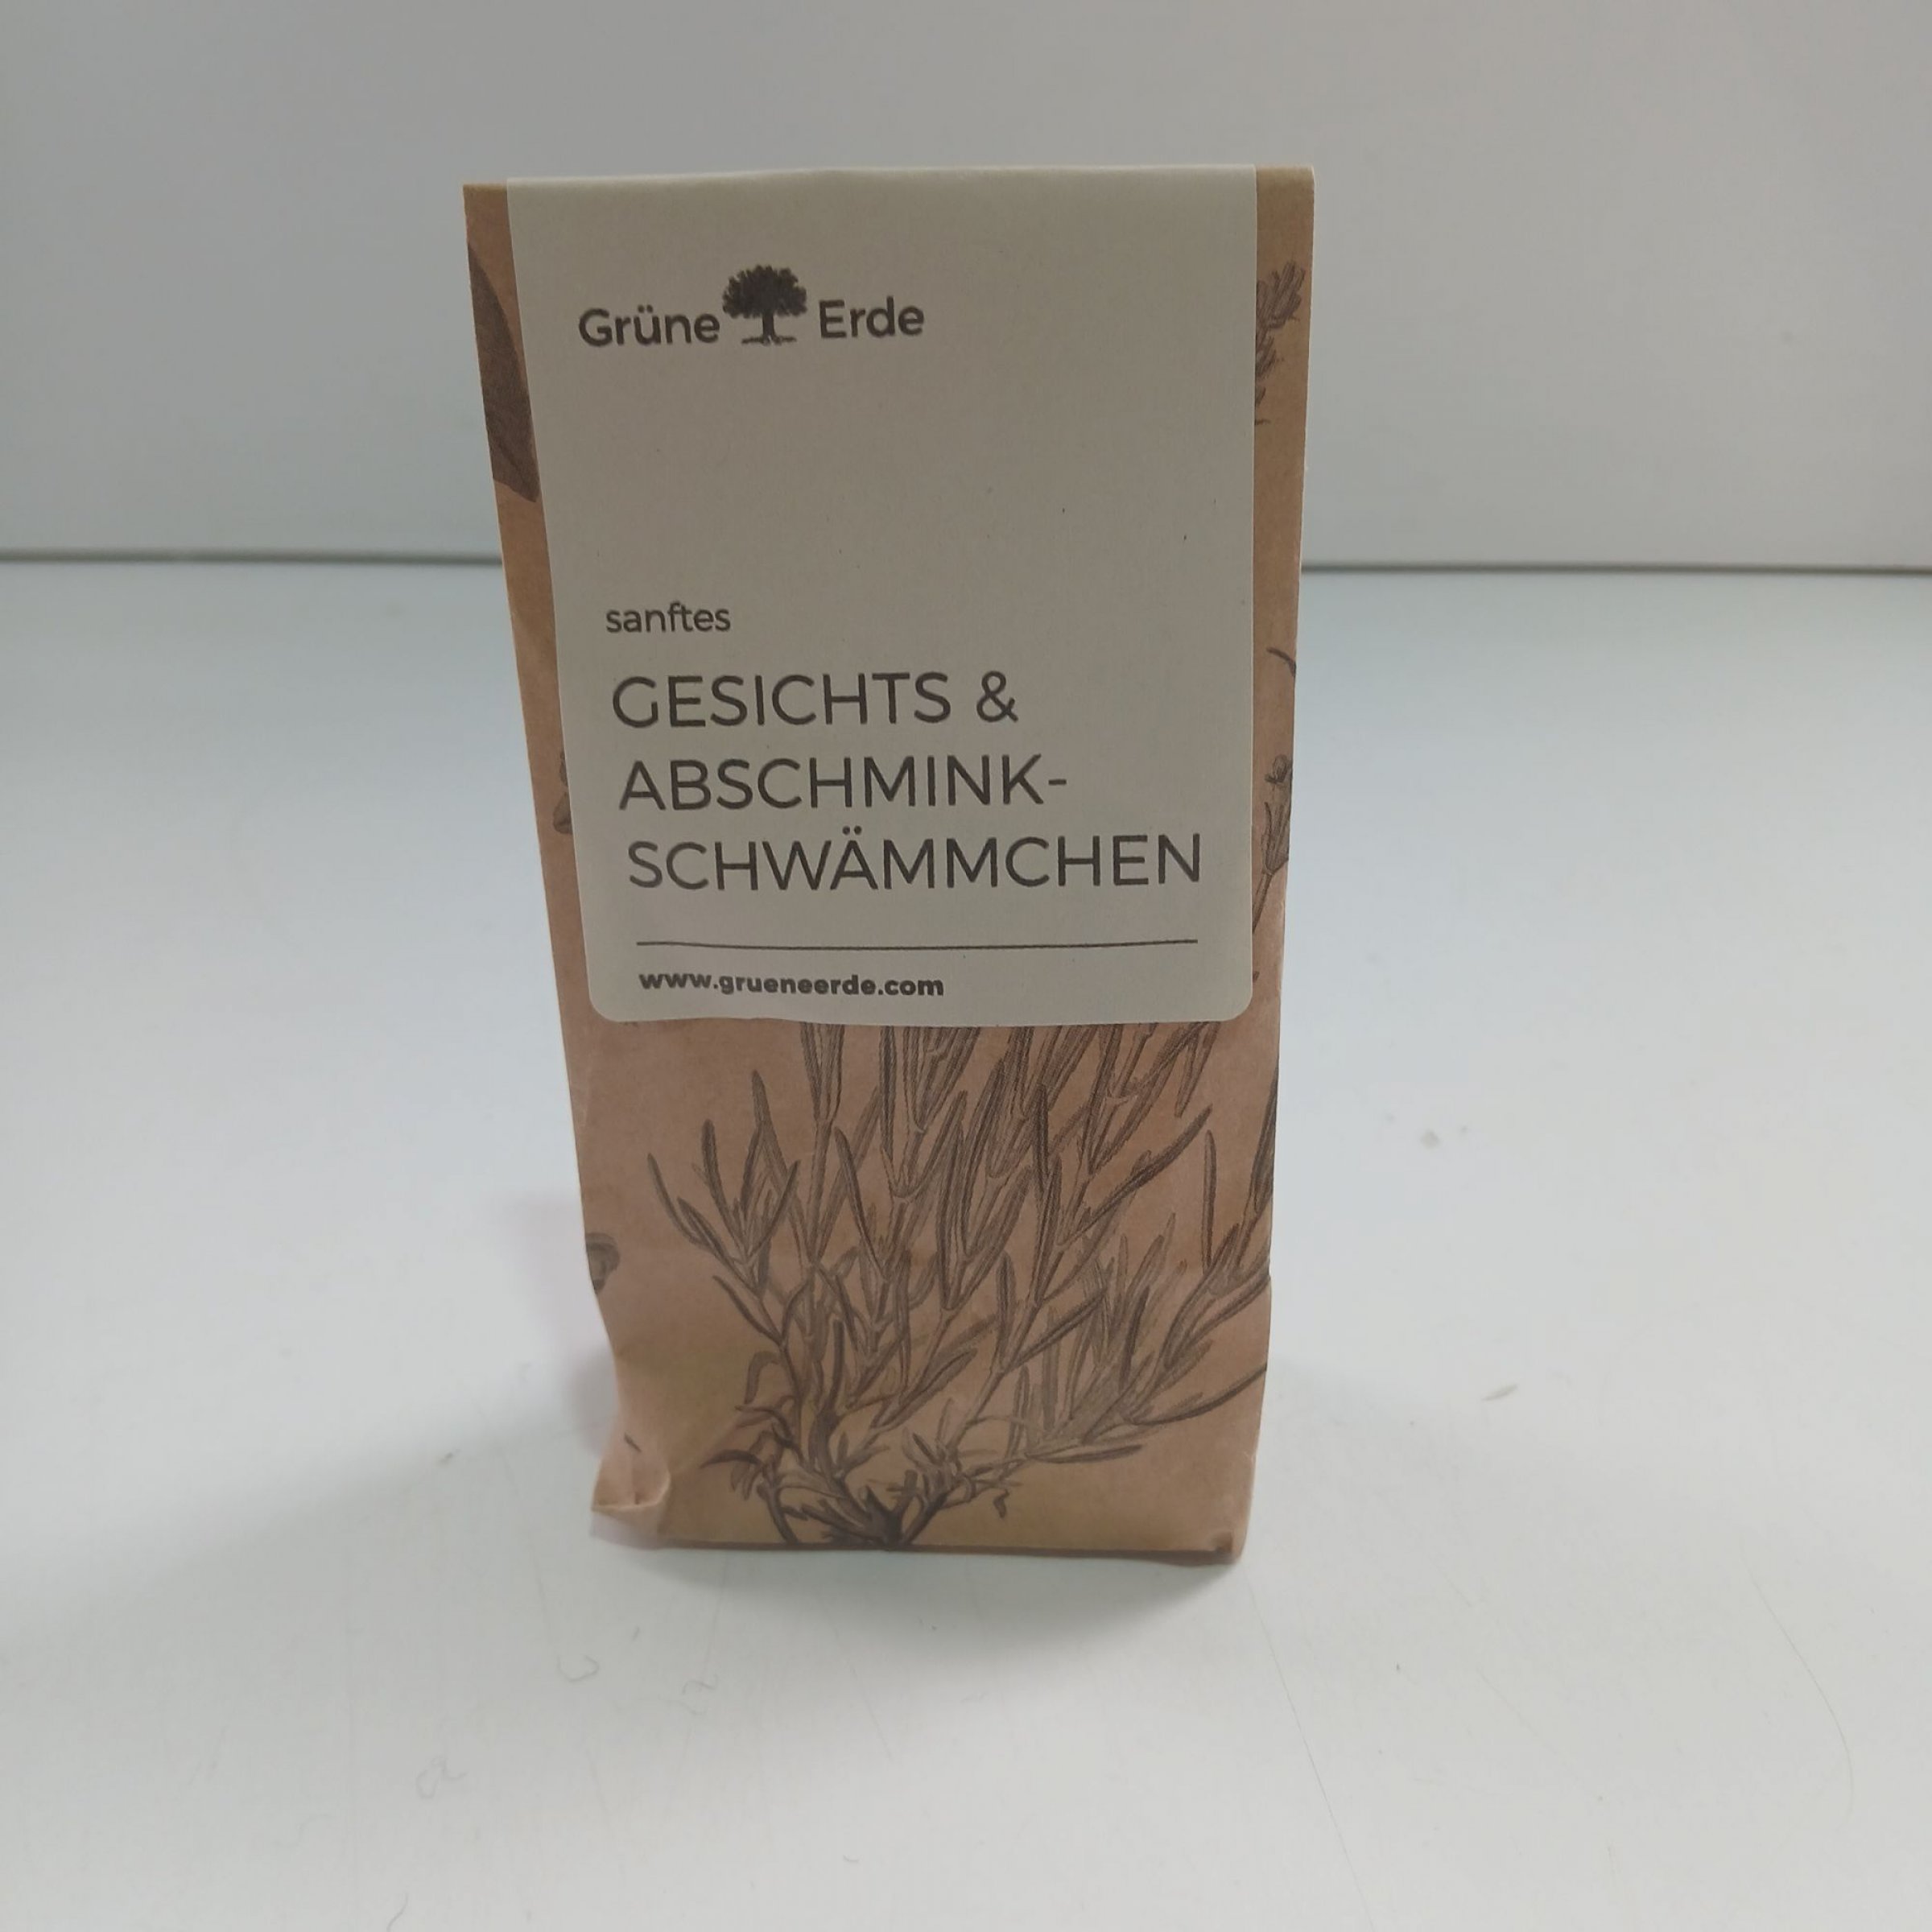 Grüne Erde
sanftes
GESICHTS &
ABSCHMINK-
SCHWÄMMCHEN
www.grueneerde.com